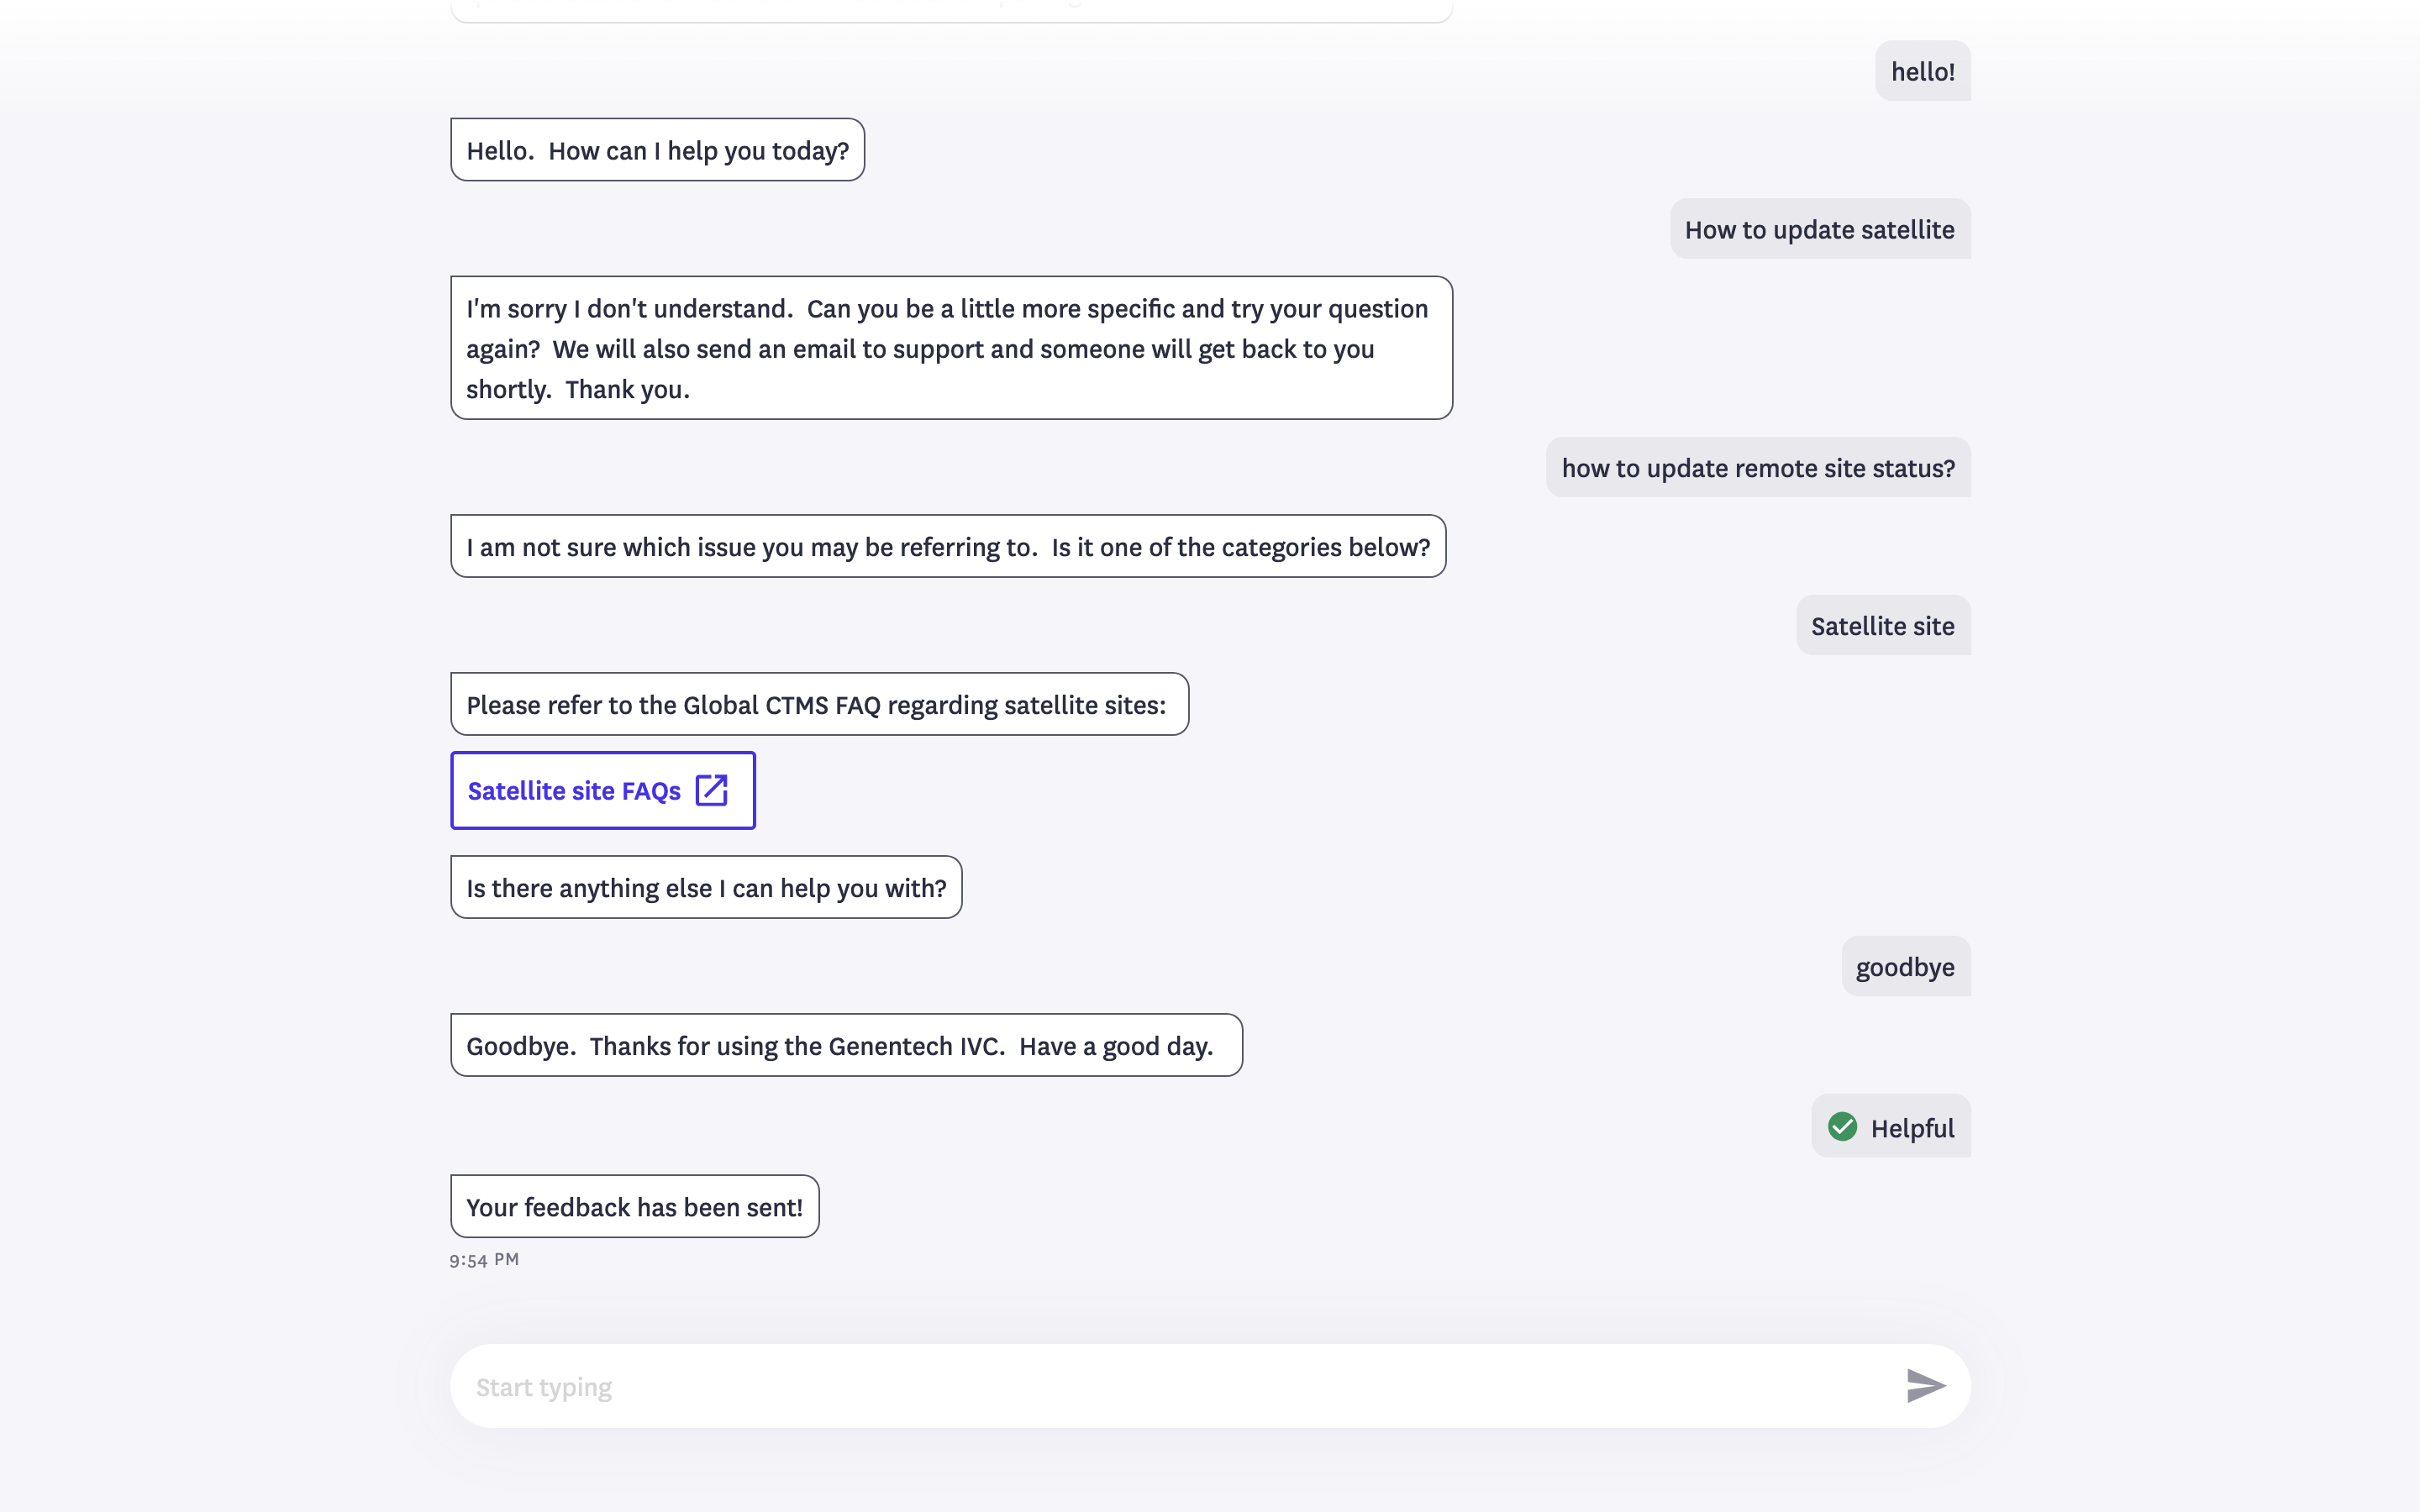 hello!
Hello.  How can I help you today?
How to update satellite
I'm sorry I don't understand.  Can you be a little more specific and try your question
again?  We will also send an email to support and someone will get back to you
shortly.  Thank you.
how to update remote site status?
I am not sure which issue you may be referring to.  Is it one of the categories below?
Satellite site
Please refer to the Global CTMS FAQ regarding satellite sites:
Satellite site FAQs
Is there anything else I can help you with?
goodbye
Goodbye.  Thanks for using the Genentech IVC.  Have a good day.
Helpful
Your feedback has been sent!
9:54 PM
Start typing